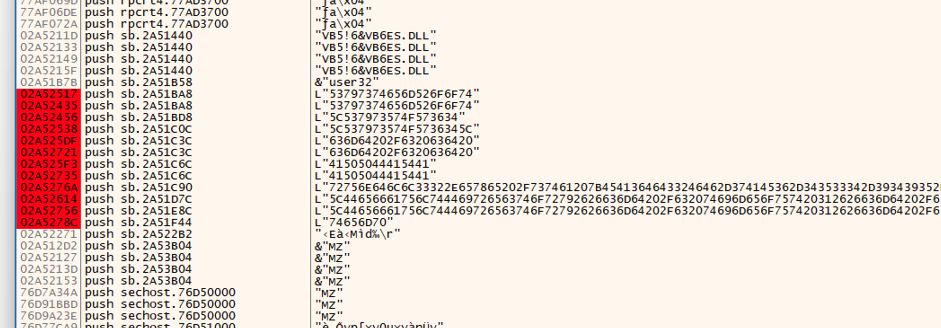 77AF069D push rpcrt4.77AD3700 "ƒa\x04"
77AF06DE push rpcrt4.77AD3700 "ƒa\x04"
77AF072A push rpcrt4.77AD3700 "ƒa\x04"
02A5211D push sb.2A51440 "VB5!6&VB6ES.DLL"
02A52133 push sb.2A51440 "VB5!6&VB6ES.DLL"
02A52149 push sb.2A51440 "VB5!6&VB6ES.DLL"
02A5215F push sb.2A51440 "VB5!6&VB6ES.DLL"
02A51B7B push sb.2A51B58 &"user32"
02A52517 push sb.2A51BA8 L"53797374656D526F6F74"
02A52435 push sb.2A51BA8 L"53797374656D526F6F74"
02A52456 push sb.2A51BD8 L"5C537973574F573634"
02A52538 push sb.2A51C0C L"5C537973574F5736345C"
02A525DF push sb.2A51C3C L"636D64202F6320636420"
02A52721 push sb.2A51C3C L"636D64202F6320636420"
02A525F3 push sb.2A51C6C L"41505044415441"
02A52735 push sb.2A51C6C L"41505044415441"
02A5276A push sb.2A51C90
02A52614 push sb.2A51D7C
02A52756 push sb.2A51E8C
02A5278C push sb.2A51F44 L"74656D70"
02A52271 push sb.2A522B2 "‹Eà‹Mìd‰\r"
02A512D2 push sb.2A53B04 &"MZ"
02A52127 push sb.2A53B04 &"MZ"
02A5213D push sb.2A53B04 &"MZ"
02A52153 push sb.2A53B04 &"MZ"
76D7A34A push sechost.76D50000 "MZ"
76D91BBD push sechost.76D50000 "MZ"
76D9A23E push sechost.76D50000 "MZ"
76D77CA9 push sechost.76D51000